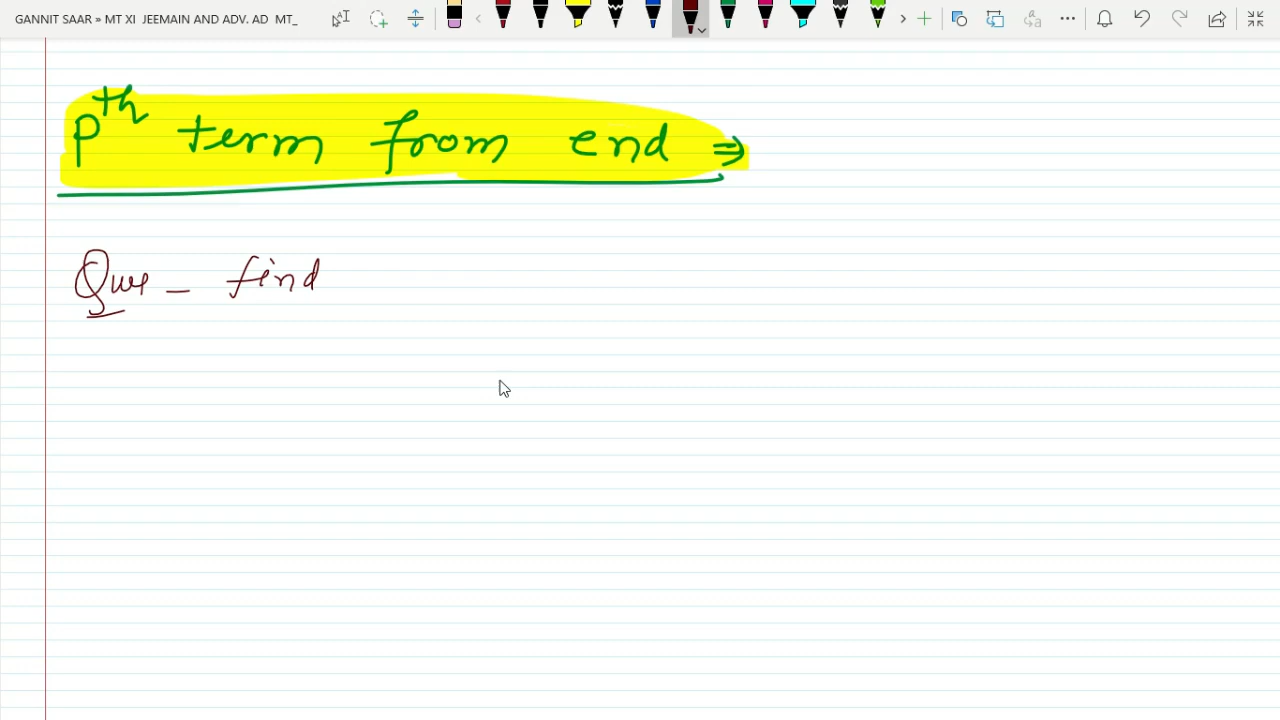 GANNIT SAAR » MT XI JEEMAIN AND ADV. AD MT_
pth term from end ⇒
Que - find